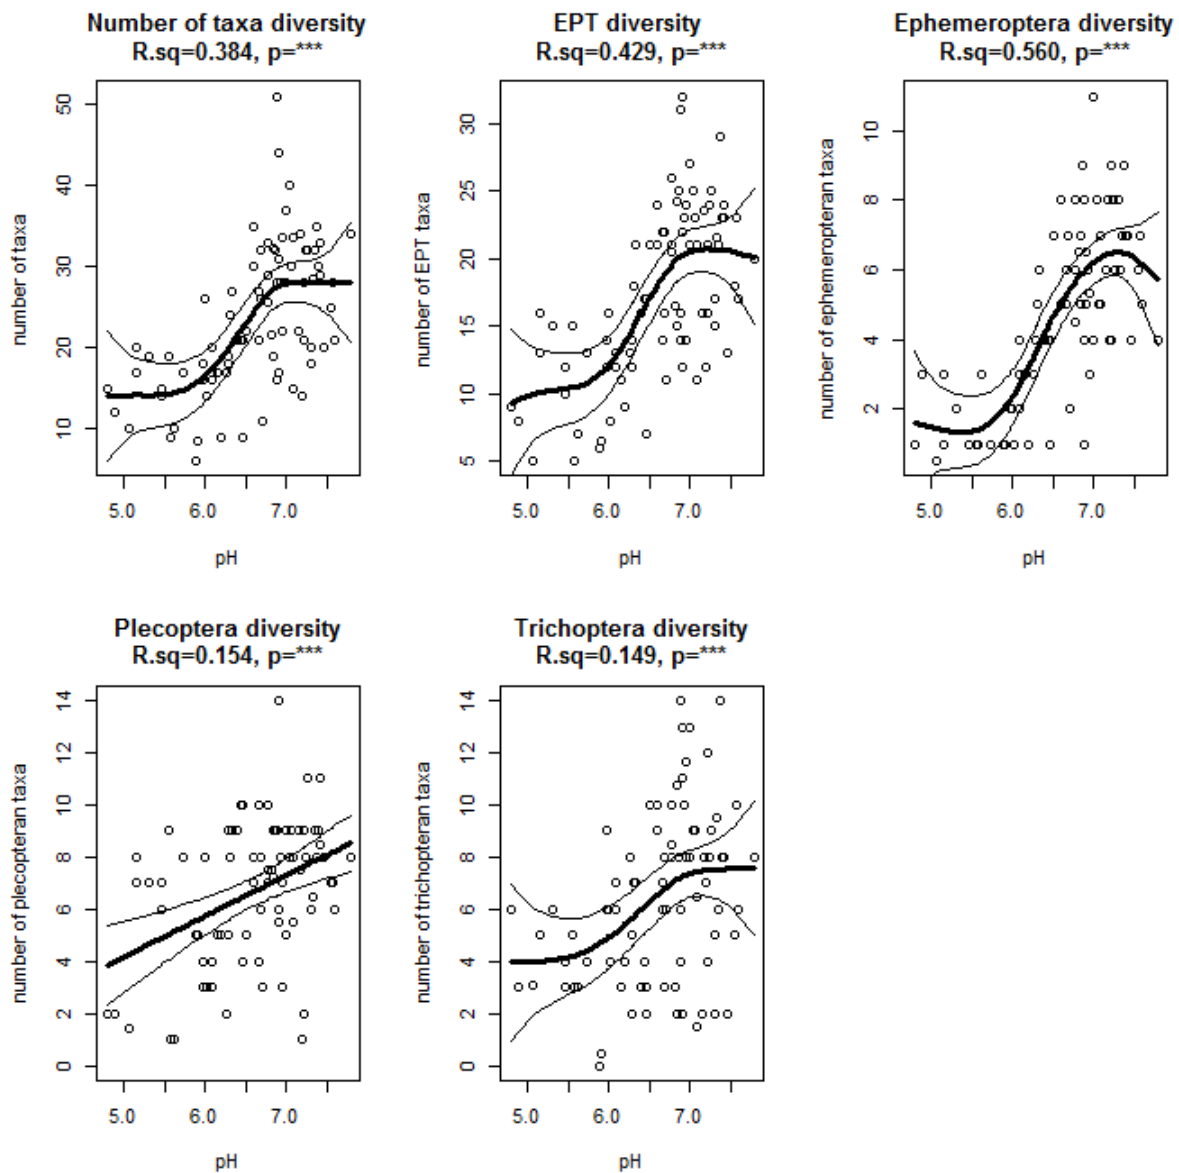 Number of taxa diversity
R.sq=0.384, p=***
number of taxa
50
40
30
20
10
5.0 6.0 7.0
pH
EPT diversity
R.sq=0.429, p=***
number of EPT taxa
30
25
20
15
10
5
5.0 6.0 7.0
pH
Ephemeroptera diversity
R.sq=0.560, p=***
number of ephemeropteran taxa
10
8
6
4
2
5.0 6.0 7.0
pH
Plecoptera diversity
R.sq=0.154, p=***
number of plecopteran taxa
14
12
10
8
6
4
2
0
5.0 6.0 7.0
pH
Trichoptera diversity
R.sq=0.149, p=***
number of trichopteran taxa
14
12
10
8
6
4
2
0
5.0 6.0 7.0
pH